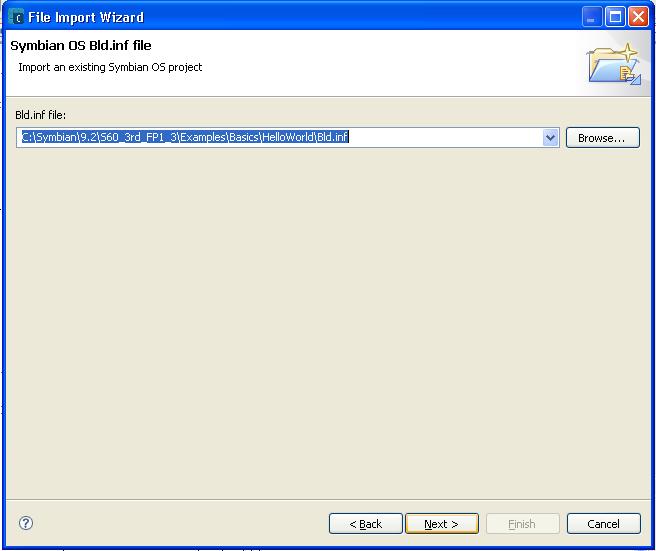 File Import Wizard
Symbian OS Bld.inf file
Import an existing Symbian OS project
Bld.inf file:
C:\Symbian\9.2\S60_3rd_FP1_3\Examples\Basics\HelloWorld\Bld.inf
Browse...
?
< Back
Next >
Finish
Cancel